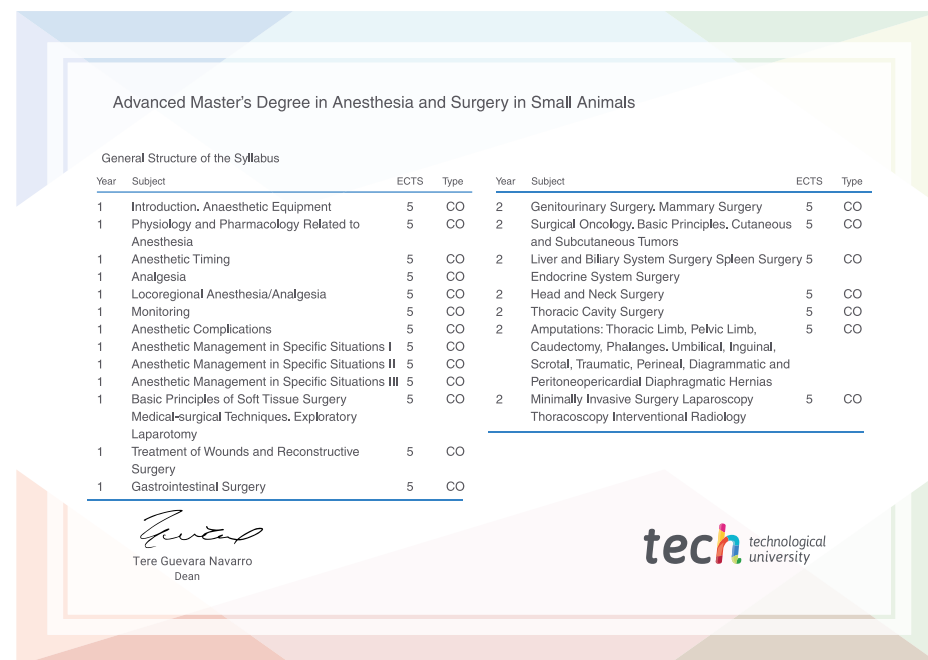 Advanced Master's Degree in Anesthesia and Surgery in Small Animals
General Structure of the Syllabus
Year Subject ECTS Type
1 Introduction. Anaesthetic Equipment 5 CO
1 Physiology and Pharmacology Related to 5 CO
Anesthesia
1 Anesthetic Timing 5 CO
1 Analgesia 5 CO
1 Locoregional Anesthesia/Analgesia 5 CO
1 Monitoring 5 CO
1 Anesthetic Complications 5 CO
1 Anesthetic Management in Specific Situations I 5 CO
1 Anesthetic Management in Specific Situations II 5 CO
1 Anesthetic Management in Specific Situations III 5 CO
1 Basic Principles of Soft Tissue Surgery 5 CO
Medical-surgical Techniques. Exploratory
Laparotomy
1 Treatment of Wounds and Reconstructive 5 CO
Surgery
1 Gastrointestinal Surgery 5 CO
Year Subject ECTS Type
2 Genitourinary Surgery. Mammary Surgery 5 CO
2 Surgical Oncology. Basic Principles. Cutaneous 5 CO
and Subcutaneous Tumors
2 Liver and Biliary System Surgery Spleen Surgery 5 CO
Endocrine System Surgery
2 Head and Neck Surgery 5 CO
2 Thoracic Cavity Surgery 5 CO
2 Amputations: Thoracic Limb, Pelvic Limb, 5 CO
Caudectomy, Phalanges. Umbilical, Inguinal,
Scrotal, Traumatic, Perineal, Diagrammatic and
Peritoneopericardial Diaphragmatic Hernias
2 Minimally Invasive Surgery Laparoscopy 5 CO
Thoracoscopy Interventional Radiology
Tere Guevara Navarro
Dean
tech technological
university